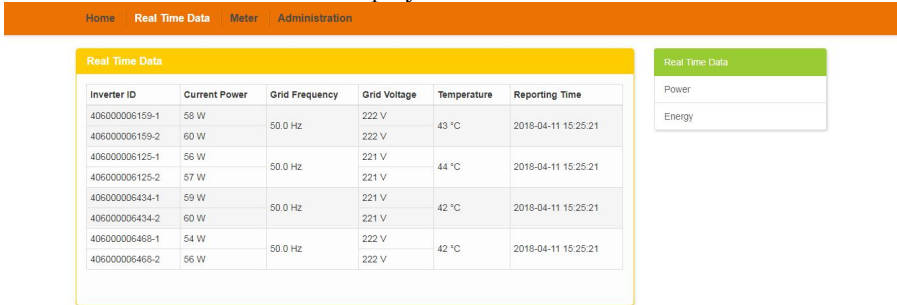 Home Real Time Data Meter Administration
Real Time Data
Inverter ID Current Power Grid Frequency Grid Voltage Temperature Reporting Time
406000006159-1 58 W 50.0 Hz 222 V 43 °C 2018-04-11 15:25:21
406000006159-2 60 W 222 V
406000006125-1 56 W 50.0 Hz 221 V 44 °C 2018-04-11 15:25:21
406000006125-2 57 W 221 V
406000006434-1 59 W 50.0 Hz 221 V 42 °C 2018-04-11 15:25:21
406000006434-2 60 W 221 V
406000006468-1 54 W 50.0 Hz 222 V 42 °C 2018-04-11 15:25:21
406000006468-2 56 W 222 V
Real Time Data
Power
Energy